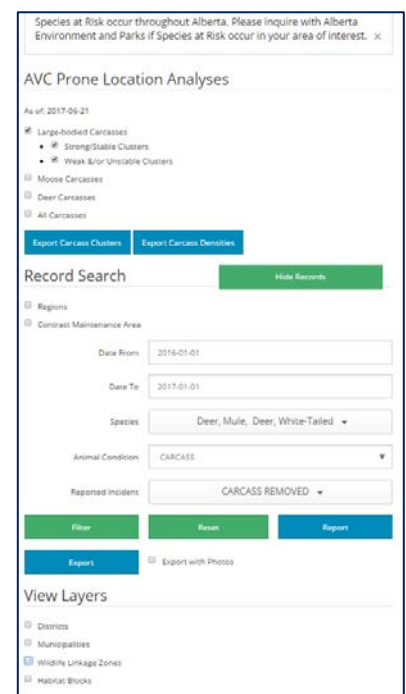 Species at Risk occur throughout Alberta. Please inquire with Alberta
Environment and Parks if Species at Risk occur in your area of interest. ×
AVC Prone Location Analyses
As of: 2017-06-21
Large-bodied Carcasses
Strong/Stable Clusters
Weak &/or Unstable Clusters
Moose Carcasses
Deer Carcasses
All Carcasses
Export Carcass Clusters Export Carcass Densities
Record Search Hide Records
Regions
Contract Maintenance Area
Date From 2016-01-01
Date To 2017-01-01
Species Deer, Mule, Deer, White-Tailed
Animal Condition CARCASS
Reported Incident CARCASS REMOVED
Filter Reset Report
Export Export with Photos
View Layers
Districts
Municipalities
Wildlife Linkage Zones
Habitat Blocks